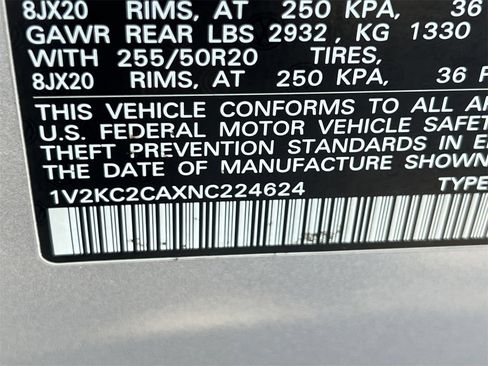 8JX20 RIMS, AT 250 KPA, 36
GAWR REAR LBS 2932, KG 1330
WITH 255/50R20 TIRES,
8JX20 RIMS, AT 250 KPA, 36 P
THIS VEHICLE CONFORMS TO ALL AP
U.S. FEDERAL MOTOR VEHICLE SAFET
THEFT PREVENTION STANDARDS IN E
DATE OF MANUFACTURE SHOWN
1V2KC2CAXNC224624 TYPE